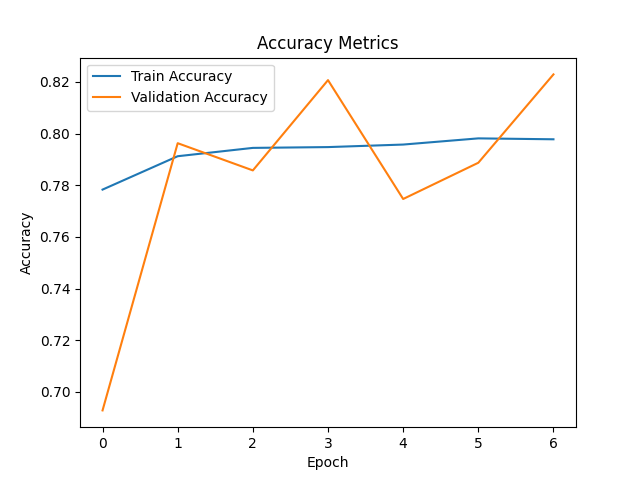 Accuracy Metrics
Train Accuracy
Validation Accuracy
0.82
0.80
0.78
0.76
0.74
0.72
0.70
Accuracy
0 1 2 3 4 5 6
Epoch